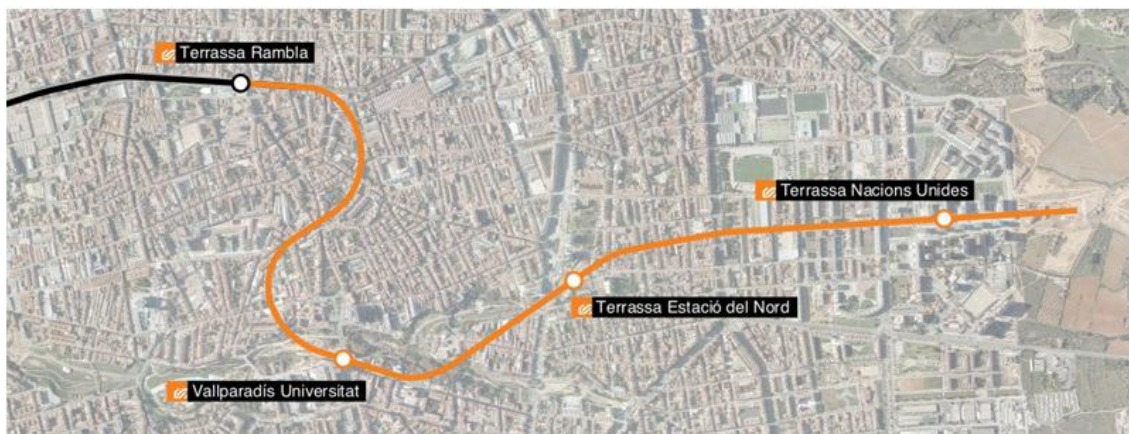 Terrassa Rambla
Terrassa Nacions Unides
Terrassa Estació del Nord
Vallparadís Universitat